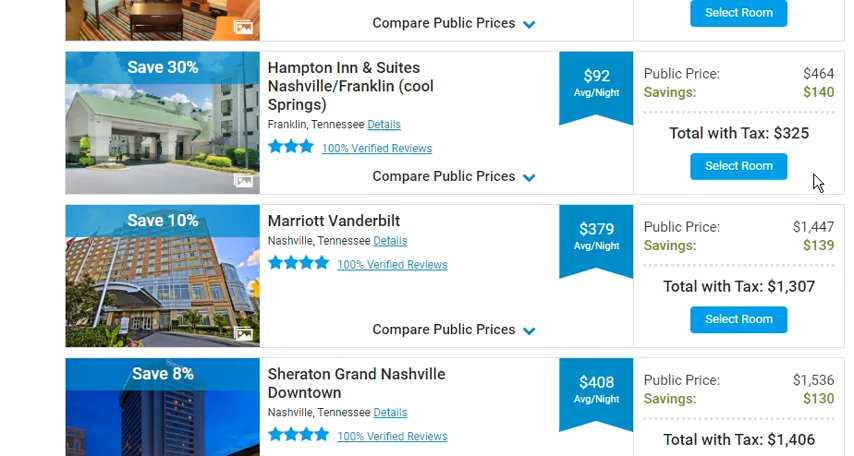 Compare Public Prices
Select Room
Save 30%
Hampton Inn & Suites
Nashville/Franklin (cool
Springs)
Franklin, Tennessee Details
100% Verified Reviews
Compare Public Prices
$92
Avg/Night
Public Price: $464
Savings: $140
Total with Tax: $325
Select Room
Save 10%
Marriott Vanderbilt
Nashville, Tennessee Details
100% Verified Reviews
Compare Public Prices
$379
Avg/Night
Public Price: $1,447
Savings: $139
Total with Tax: $1,307
Select Room
Save 8%
Sheraton Grand Nashville
Downtown
Nashville, Tennessee Details
100% Verified Reviews
$408
Avg/Night
Public Price: $1,536
Savings: $130
Total with Tax: $1,406